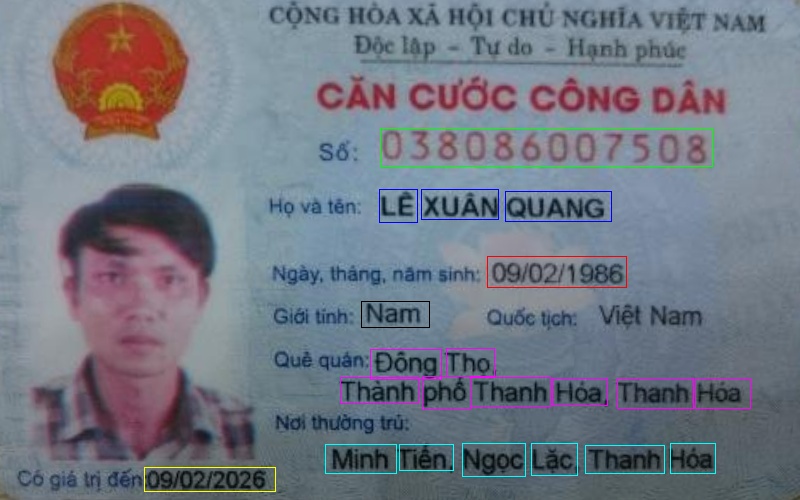 CỘNG HÒA XÃ HỘI CHỦ NGHĨA VIỆT NAM
Độc lập - Tự do - Hạnh phúc
CĂN CƯỚC CÔNG DÂN
Số: 038086007508
Họ và tên: LÊ XUÂN QUANG
Ngày, tháng, năm sinh: 09/02/1986
Giới tính: Nam Quốc tịch: Việt Nam
Quê quán: Đông Thọ,
Thành phố Thanh Hóa, Thanh Hóa
Nơi thường trú:
Minh Tiến, Ngọc Lặc, Thanh Hóa
Có giá trị đến: 09/02/2026